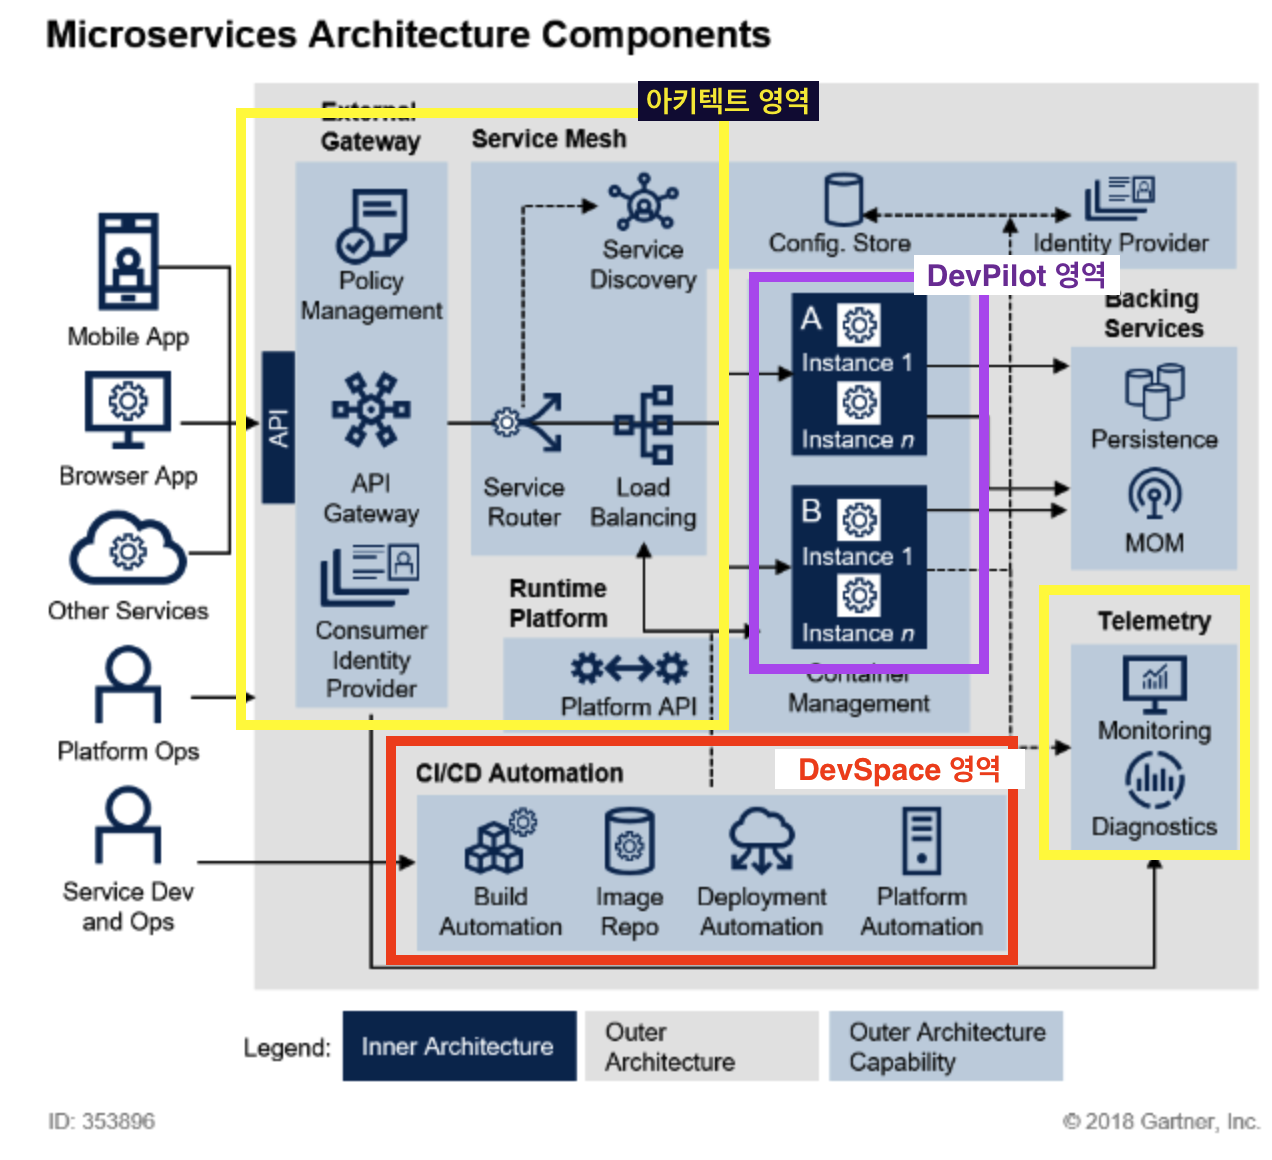 Microservices Architecture Components
아키텍트 영역
External
Gateway
Service Mesh
Policy
Management
Service
Discovery
Config. Store
Identity Provider
DevPilot 영역
Mobile App
A
Instance 1
Instance n
Backing
Services
Persistence
MOM
API
Browser App
API
Gateway
Service
Router
Load
Balancing
B
Instance 1
Instance n
Container
Management
Other Services
Consumer
Identity
Provider
Runtime
Platform
Platform API
Telemetry
Monitoring
Diagnostics
Platform Ops
CI/CD Automation
DevSpace 영역
Build
Automation
Image
Repo
Deployment
Automation
Platform
Automation
Service Dev
and Ops
Legend:
Inner Architecture
Outer
Architecture
Outer Architecture
Capability
ID: 353896
© 2018 Gartner, Inc.